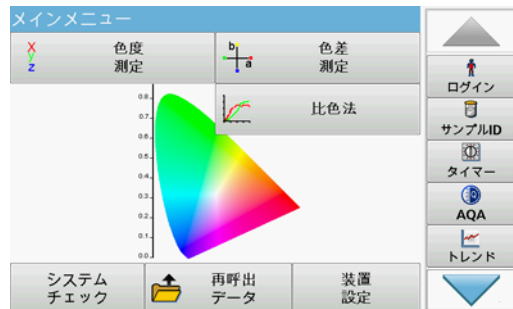 メインメニュー
X
y
z
色度
測定
b
a
色差
測定
比色法
0.8
0.7
0.6
0.5
0.4
0.3
0.2
0.1
0.0
システム
チェック
再呼出
データ
装置
設定
ログイン
サンプルID
タイマー
AQA
トレンド